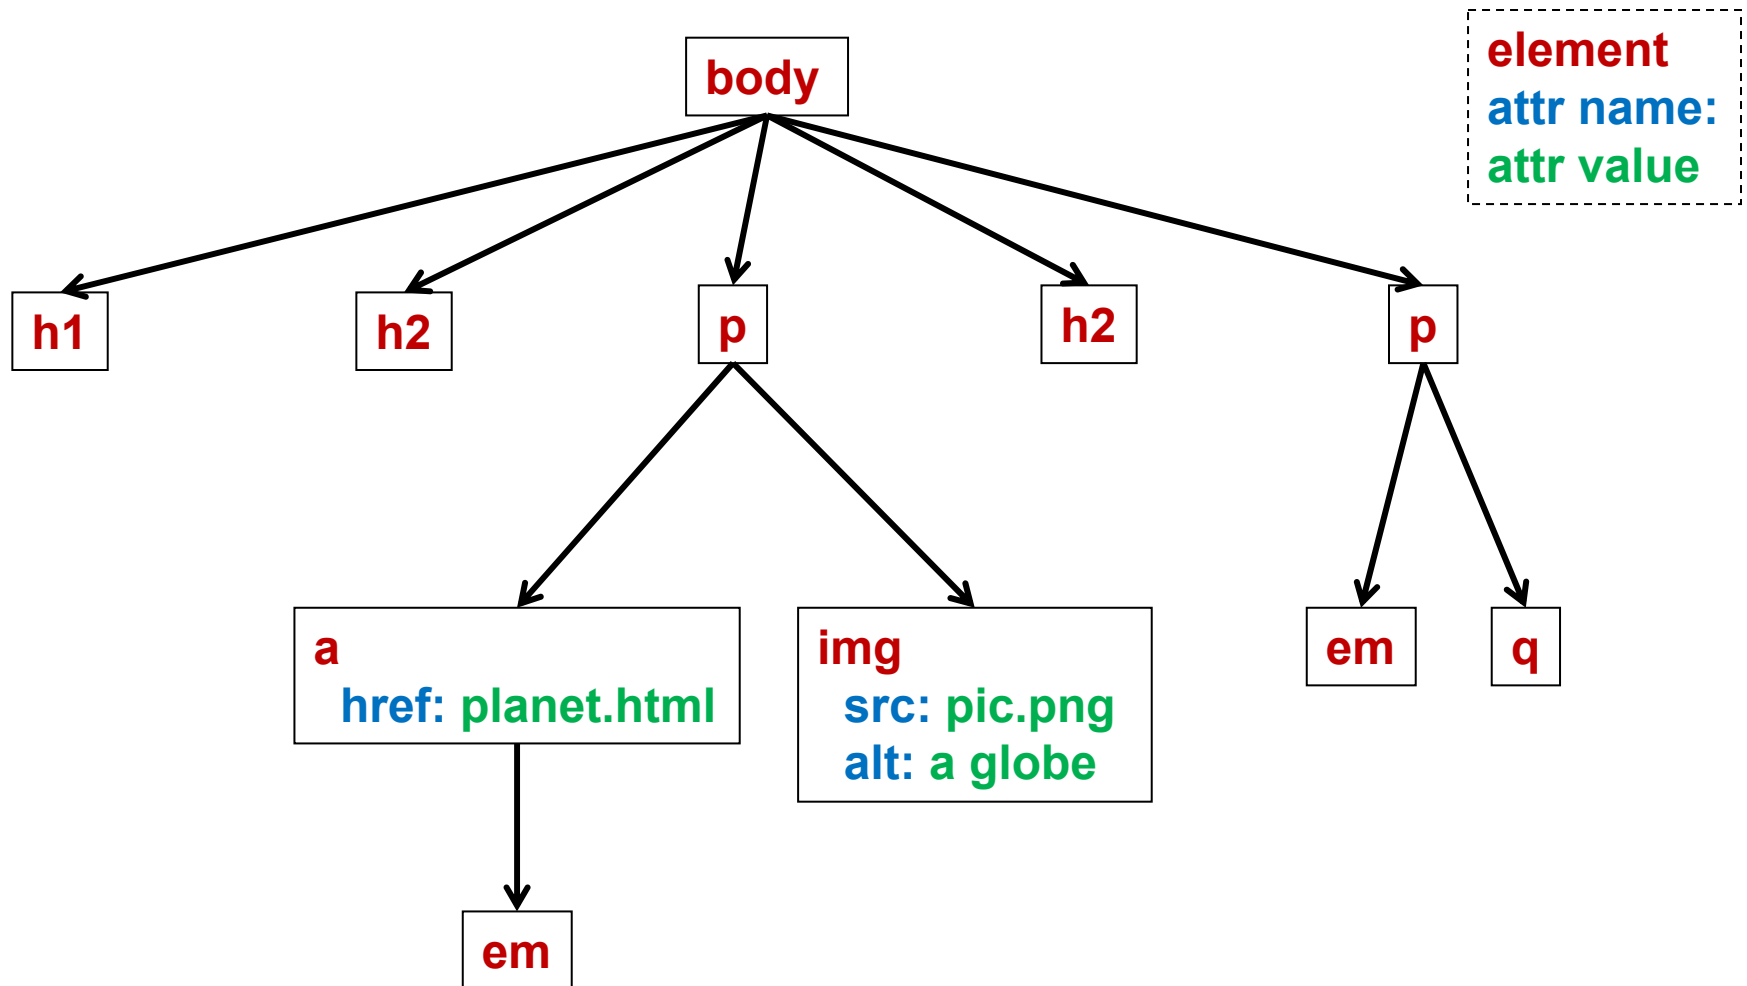 body
element
attr name:
attr value
h1
h2
p
h2
p
a
href: planet.html
img
src: pic.png
alt: a globe
em
q
em